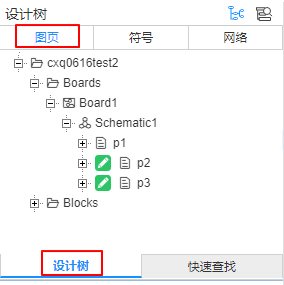 设计树
图页 符号 网络
cxq0616test2
Boards
Board1
Schematic1
p1
p2
p3
Blocks
设计树 快速查找